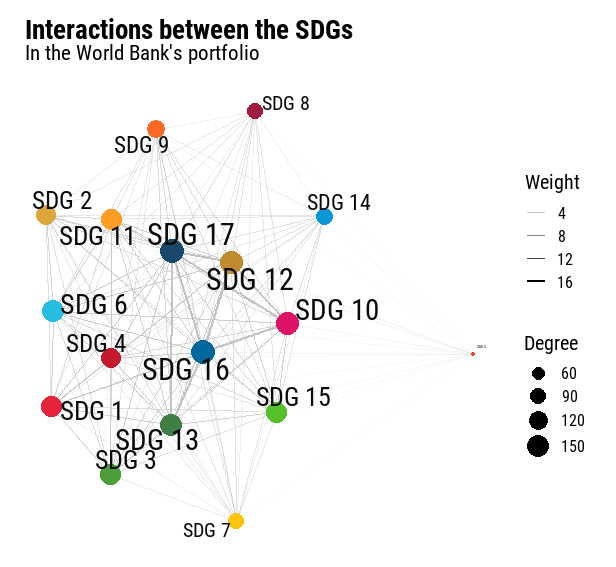 Interactions between the SDGs
In the World Bank's portfolio
SDG 8
SDG 9
SDG 2
SDG 14
SDG 11
SDG 17
SDG 12
SDG 6
SDG 10
SDG 4
SDG 16
SDG 15
SDG 1
SDG 13
SDG 3
SDG 7
Weight
4
8
12
16
Degree
60
90
120
150